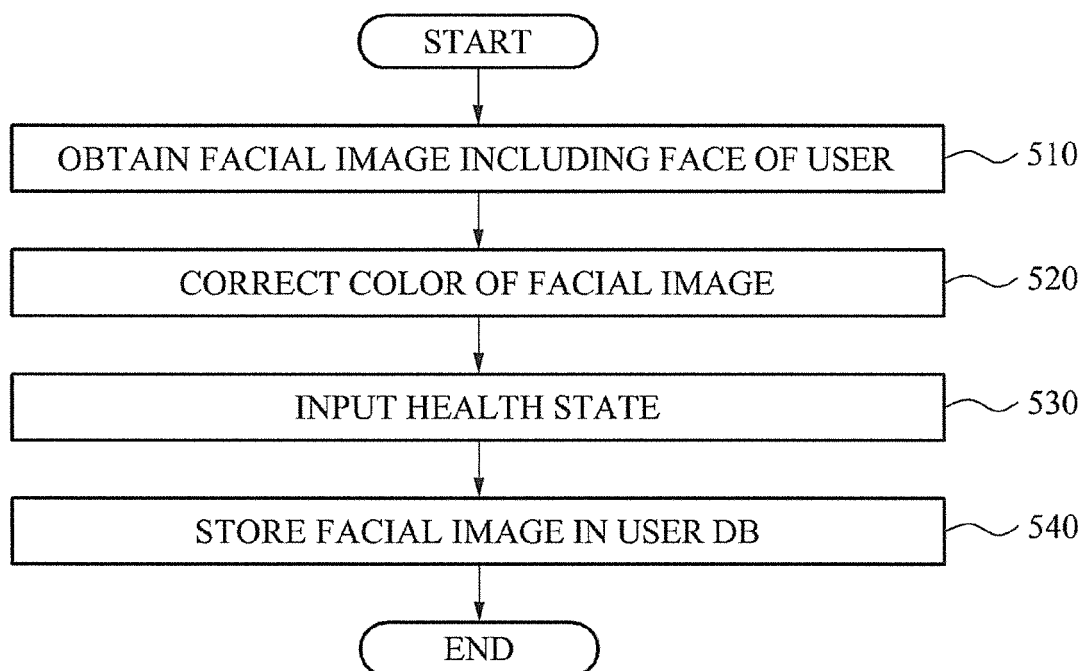 START
OBTAIN FACIAL IMAGE INCLUDING FACE OF USER
510
CORRECT COLOR OF FACIAL IMAGE
520
INPUT HEALTH STATE
530
STORE FACIAL IMAGE IN USER DB
540
END